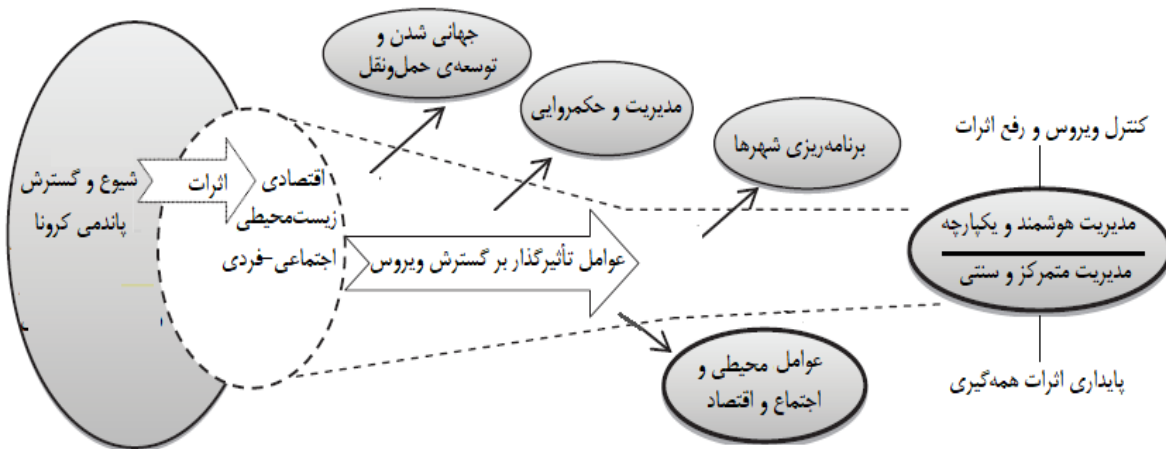 جهانی شدن و
توسعه‌ی حمل‌ونقل
مدیریت و حکمروایی
برنامه‌ریزی شهرها
کنترل ویروس و رفع اثرات
شیوع و گسترش
پاندمی کرونا
اثرات
اقتصادی
زیست‌محیطی
اجتماعی-فردی
عوامل تأثیرگذار بر گسترش ویروس
مدیریت هوشمند و یکپارچه
مدیریت متمرکز و سنتی
عوامل محیطی و
اجتماع و اقتصاد
پایداری اثرات همه‌گیری